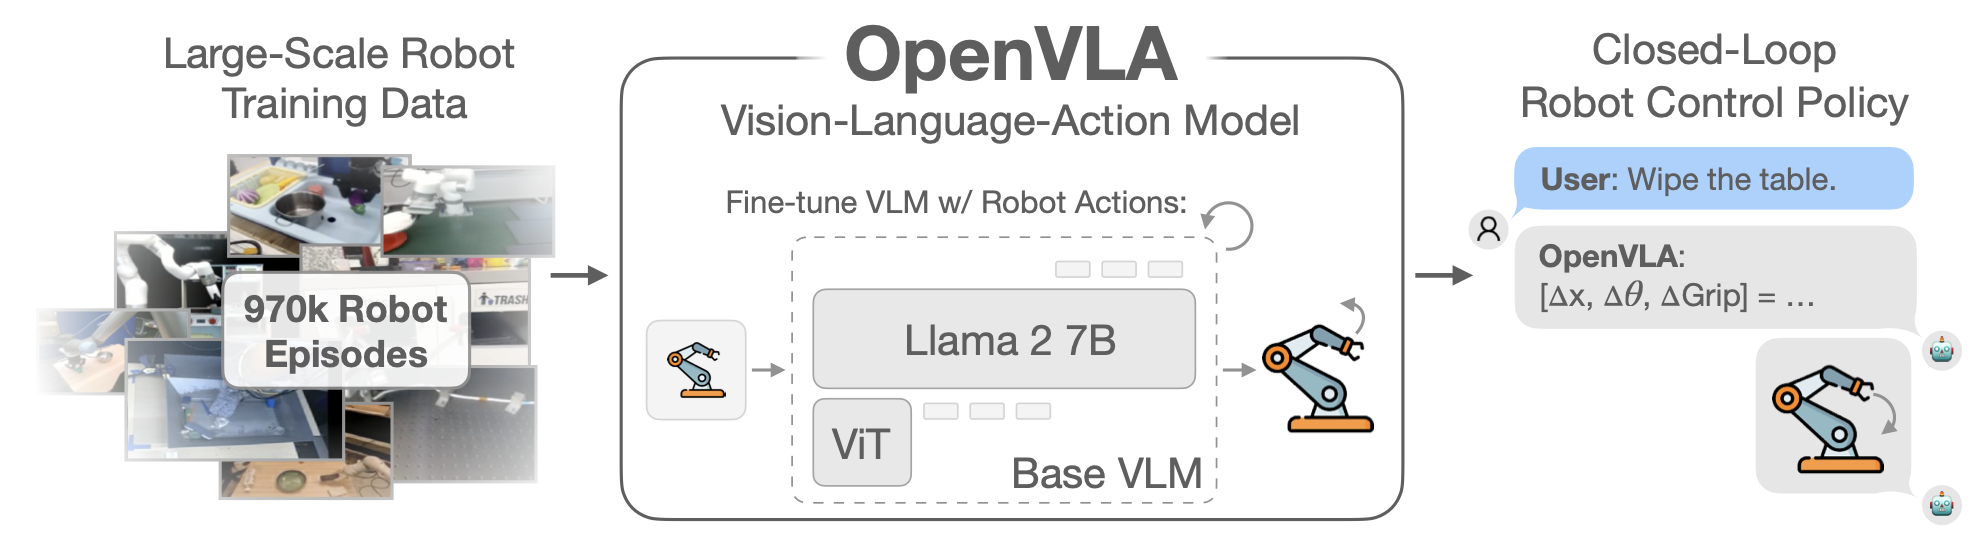 Large-Scale Robot
Training Data
970k Robot
Episodes
TRASH
OpenVLA
Vision-Language-Action Model
Fine-tune VLM w/ Robot Actions:
Llama 2 7B
ViT
Base VLM
Closed-Loop
Robot Control Policy
User: Wipe the table.
OpenVLA:
[Δx, Δθ, ΔGrip] = ...